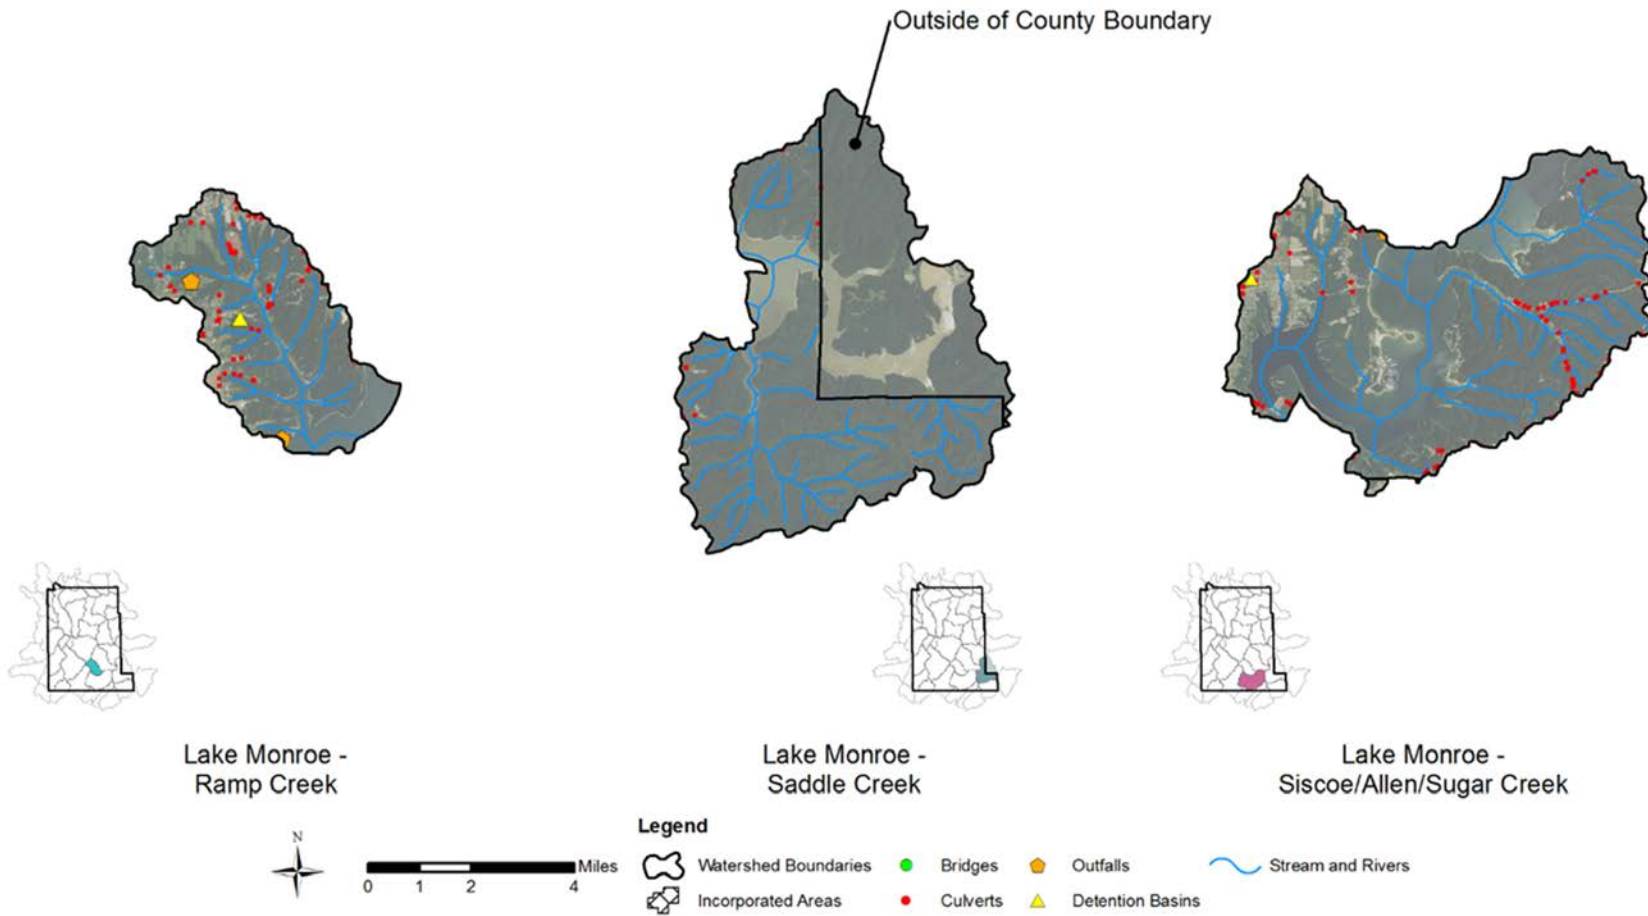 Outside of County Boundary
Lake Monroe -
Ramp Creek
Lake Monroe -
Saddle Creek
Lake Monroe -
Siscoe/Allen/Sugar Creek
N
Miles
0 1 2 4
Legend
Watershed Boundaries
Bridges
Outfalls
Stream and Rivers
Incorporated Areas
Culverts
Detention Basins